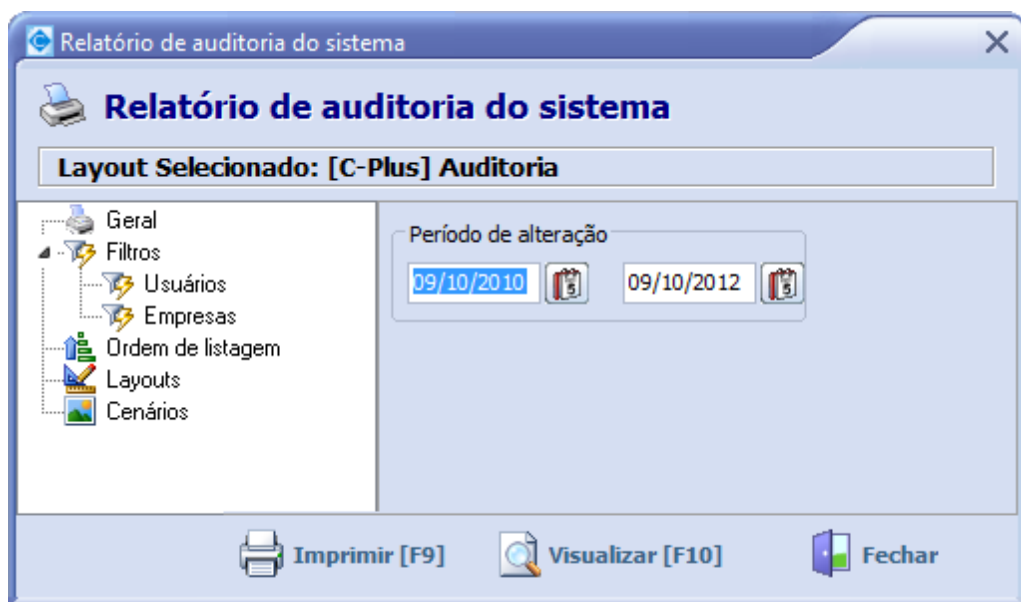 Relatório de auditoria do sistema
Relatório de auditoria do sistema
Layout Selecionado: [C-Plus] Auditoria
Geral
Filtros
Usuários
Empresas
Ordem de listagem
Layouts
Cenários
Período de alteração
09/10/2010 09/10/2012
Imprimir [F9] Visualizar [F10] Fechar